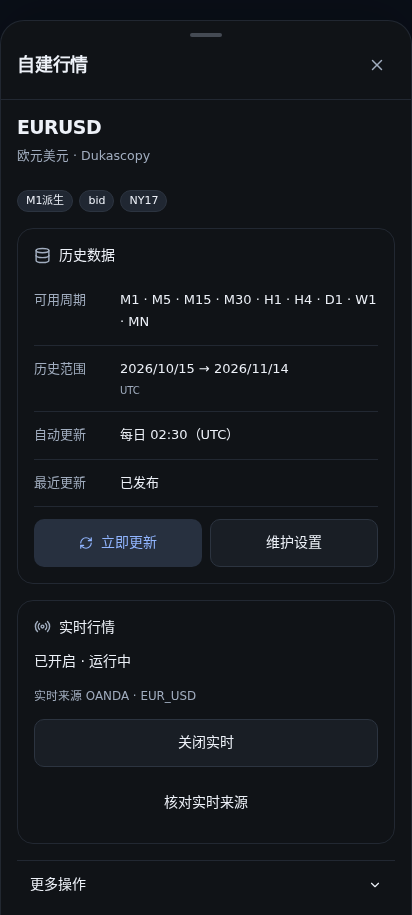 自建行情
EURUSD
欧元美元 · Dukascopy
M1派生 bid NY17
历史数据
可用周期 M1 · M5 · M15 · M30 · H1 · H4 · D1 · W1
· MN
历史范围 2026/10/15 → 2026/11/14
UTC
自动更新 每日 02:30（UTC）
最近更新 已发布
立即更新 维护设置
实时行情
已开启 · 运行中
实时来源 OANDA · EUR_USD
关闭实时
核对实时来源
更多操作